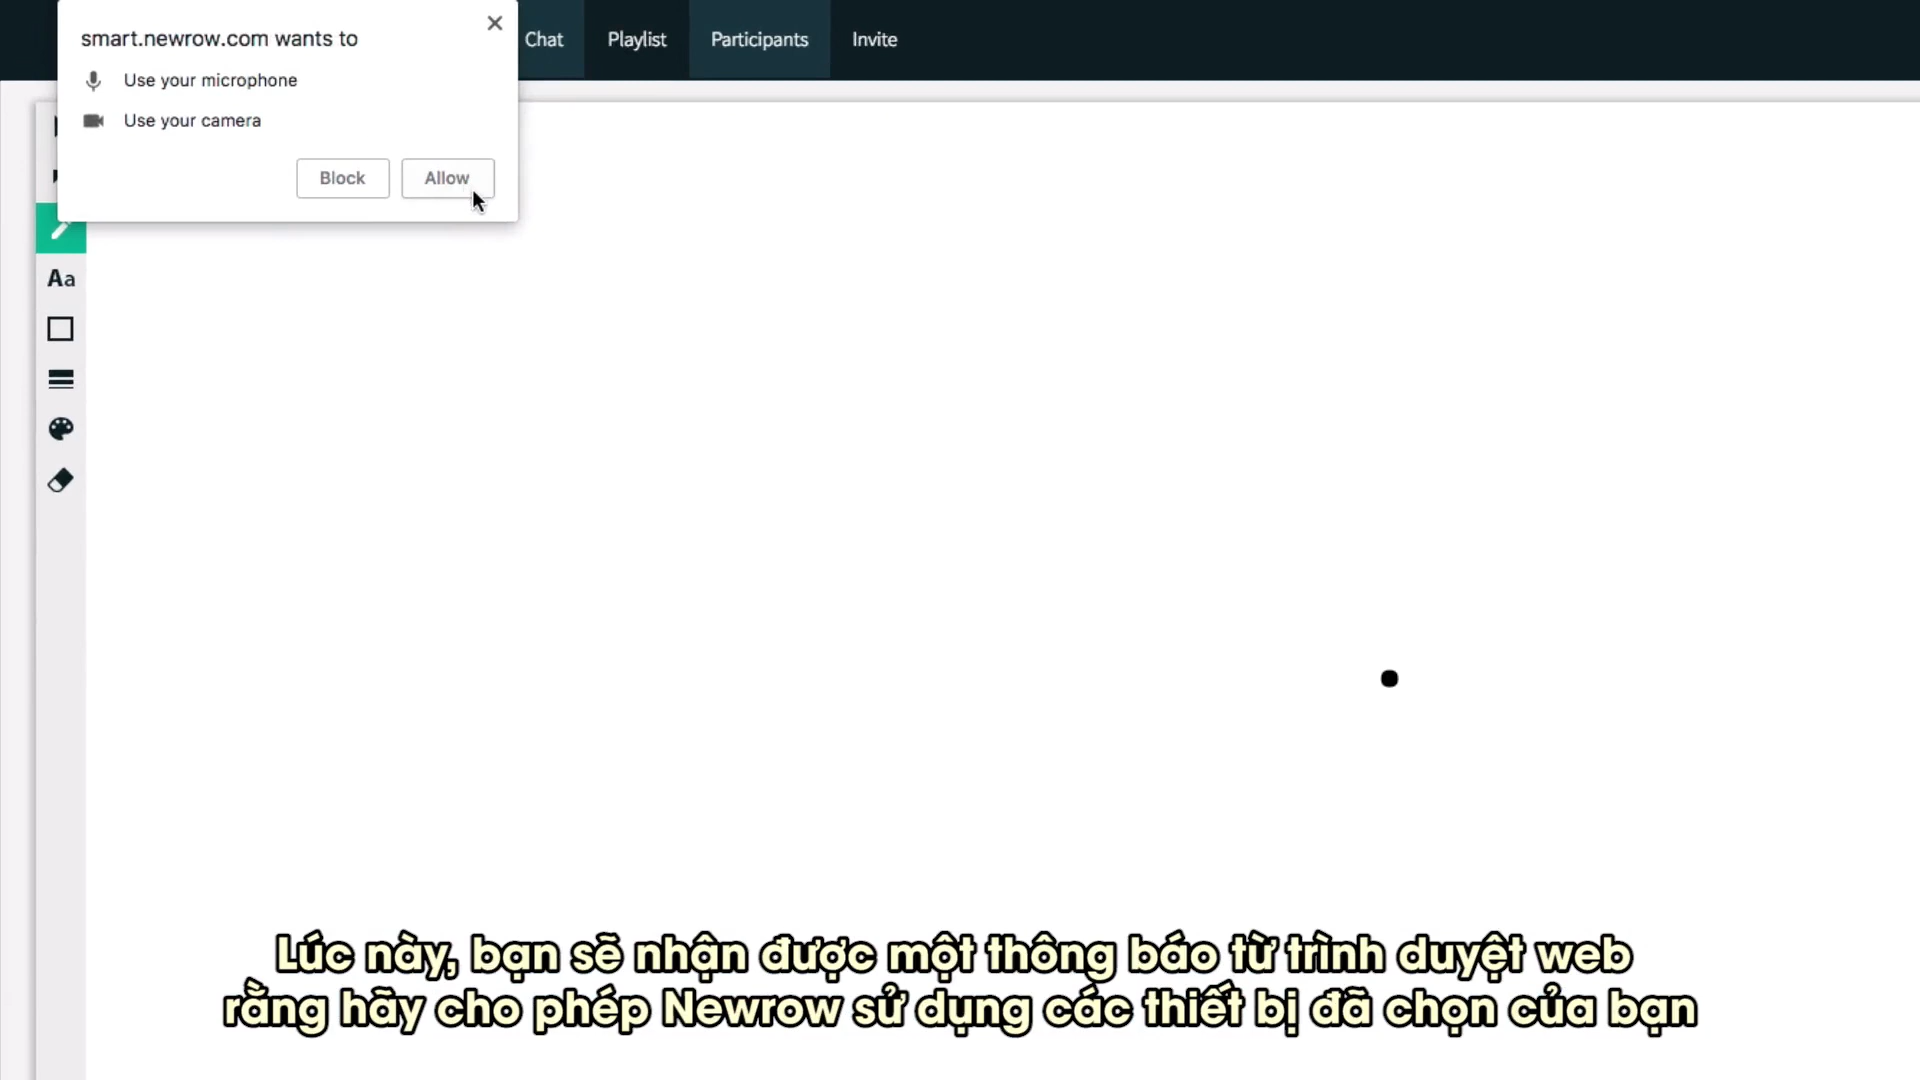 smart.newrow.com wants to
Use your microphone
Use your camera
Block Allow
Chat Playlist Participants Invite
Aa
Lúc này, bạn sẽ nhận được một thông báo từ trình duyệt web
rằng hãy cho phép Newrow sử dụng các thiết bị đã chọn của bạn